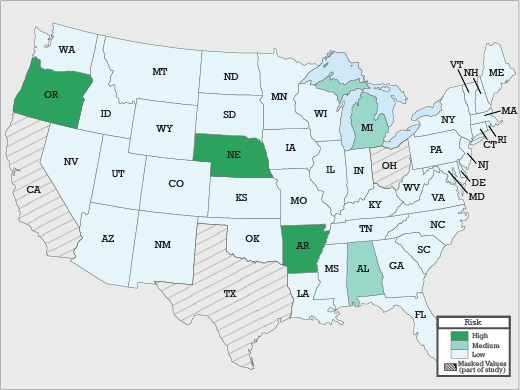 WA
VT
NH
ME
MT
ND
OR
MN
MA
ID
SD
WI
NY
WY
MI
RI
CT
NE
IA
PA
NV
OH
NJ
UT
IL
IN
DE
CO
CA
KS
MO
WV
VA
MD
KY
NC
TN
AZ
NM
OK
AR
SC
MS
AL
GA
TX
LA
FL
Risk
High
Medium
Low
Masked Values
(part of study)